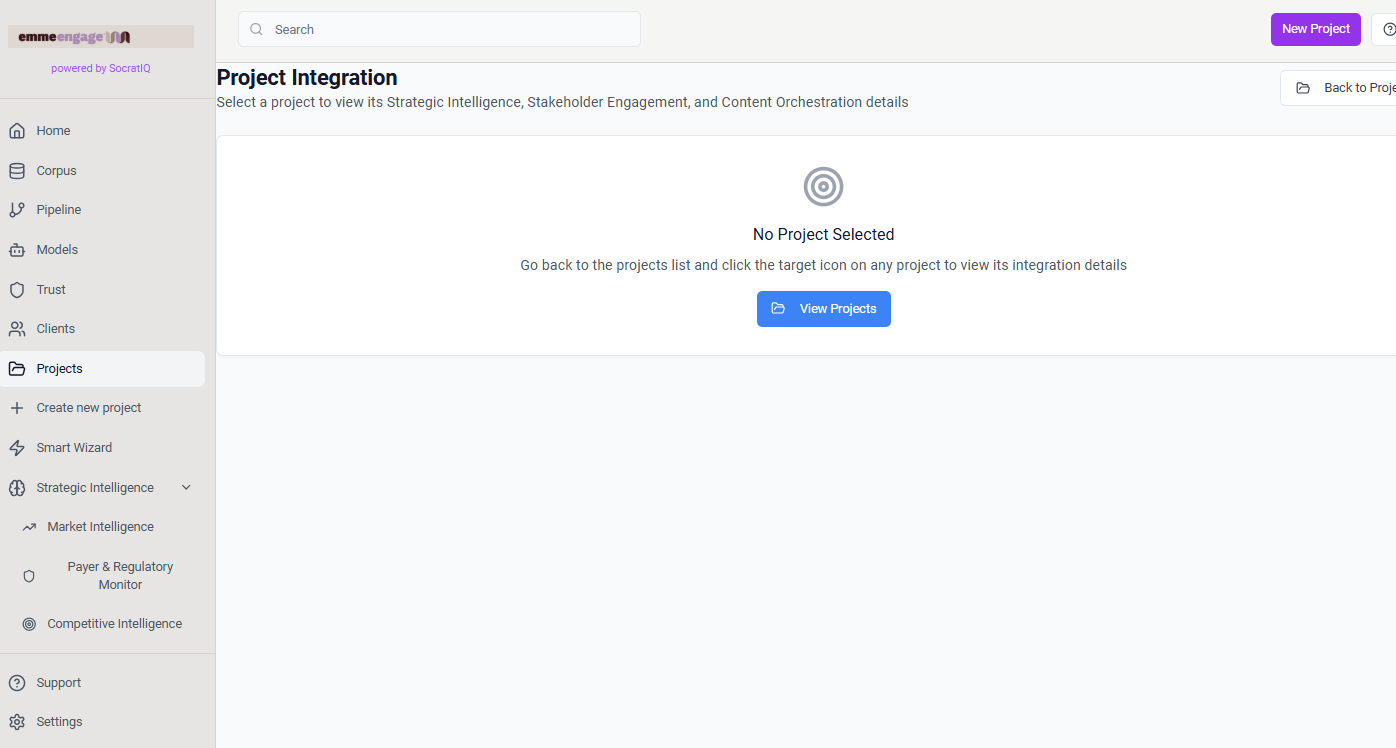 emmeengage
powered by SocratIQ
Home
Corpus
Pipeline
Models
Trust
Clients
Projects
Create new project
Smart Wizard
Strategic Intelligence
Market Intelligence
Payer & Regulatory
Monitor
Competitive Intelligence
Support
Settings
Search
New Project
Project Integration
Select a project to view its Strategic Intelligence, Stakeholder Engagement, and Content Orchestration details
Back to Proje
No Project Selected
Go back to the projects list and click the target icon on any project to view its integration details
View Projects